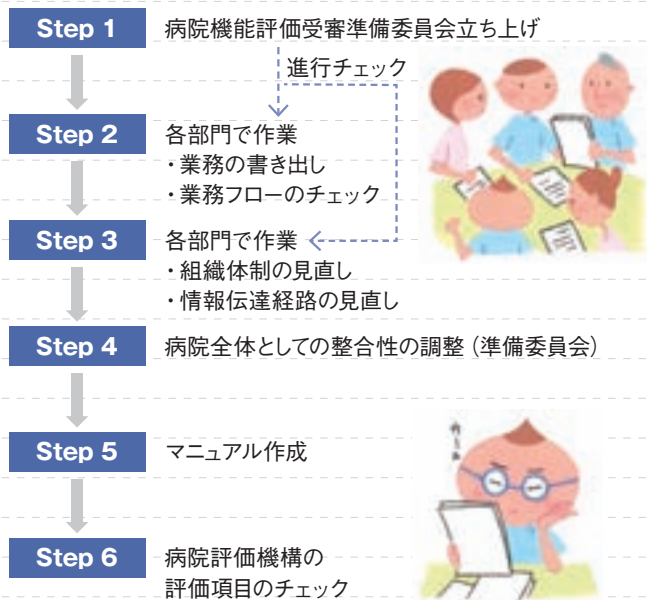 Step 1
病院機能評価受審準備委員会立ち上げ
進行チェック
Step 2
各部門で作業
・業務の書き出し
・業務フローのチェック
Step 3
各部門で作業
・組織体制の見直し
・情報伝達経路の見直し
Step 4
病院全体としての整合性の調整（準備委員会）
Step 5
マニュアル作成
Step 6
病院評価機構の
評価項目のチェック